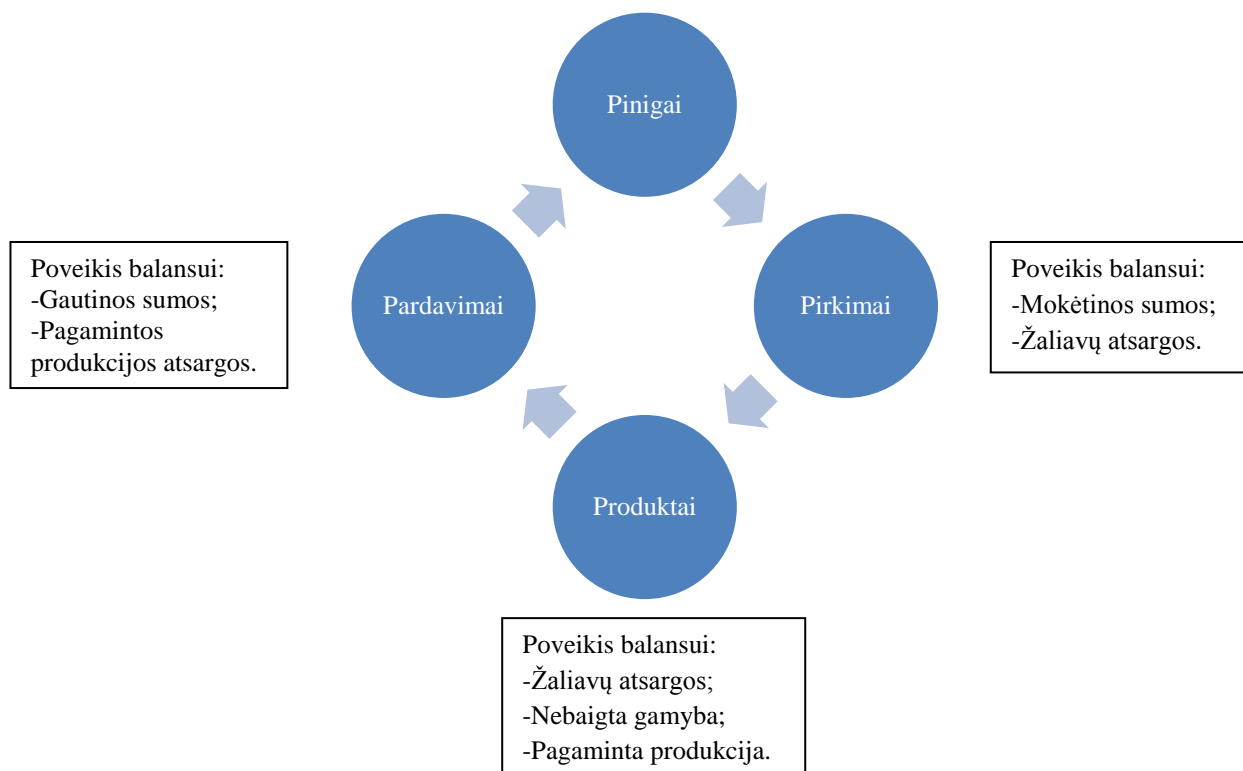 Pinigai
Poveikis balansui:
-Gautinos sumos;
-Pagamintos
produkcijos atsargos.
Pardavimai
Pirkimai
Poveikis balansui:
-Mokėtinos sumos;
-Žaliavų atsargos.
Produktai
Poveikis balansui:
-Žaliavų atsargos;
-Nebaigta gamyba;
-Pagaminta produkcija.